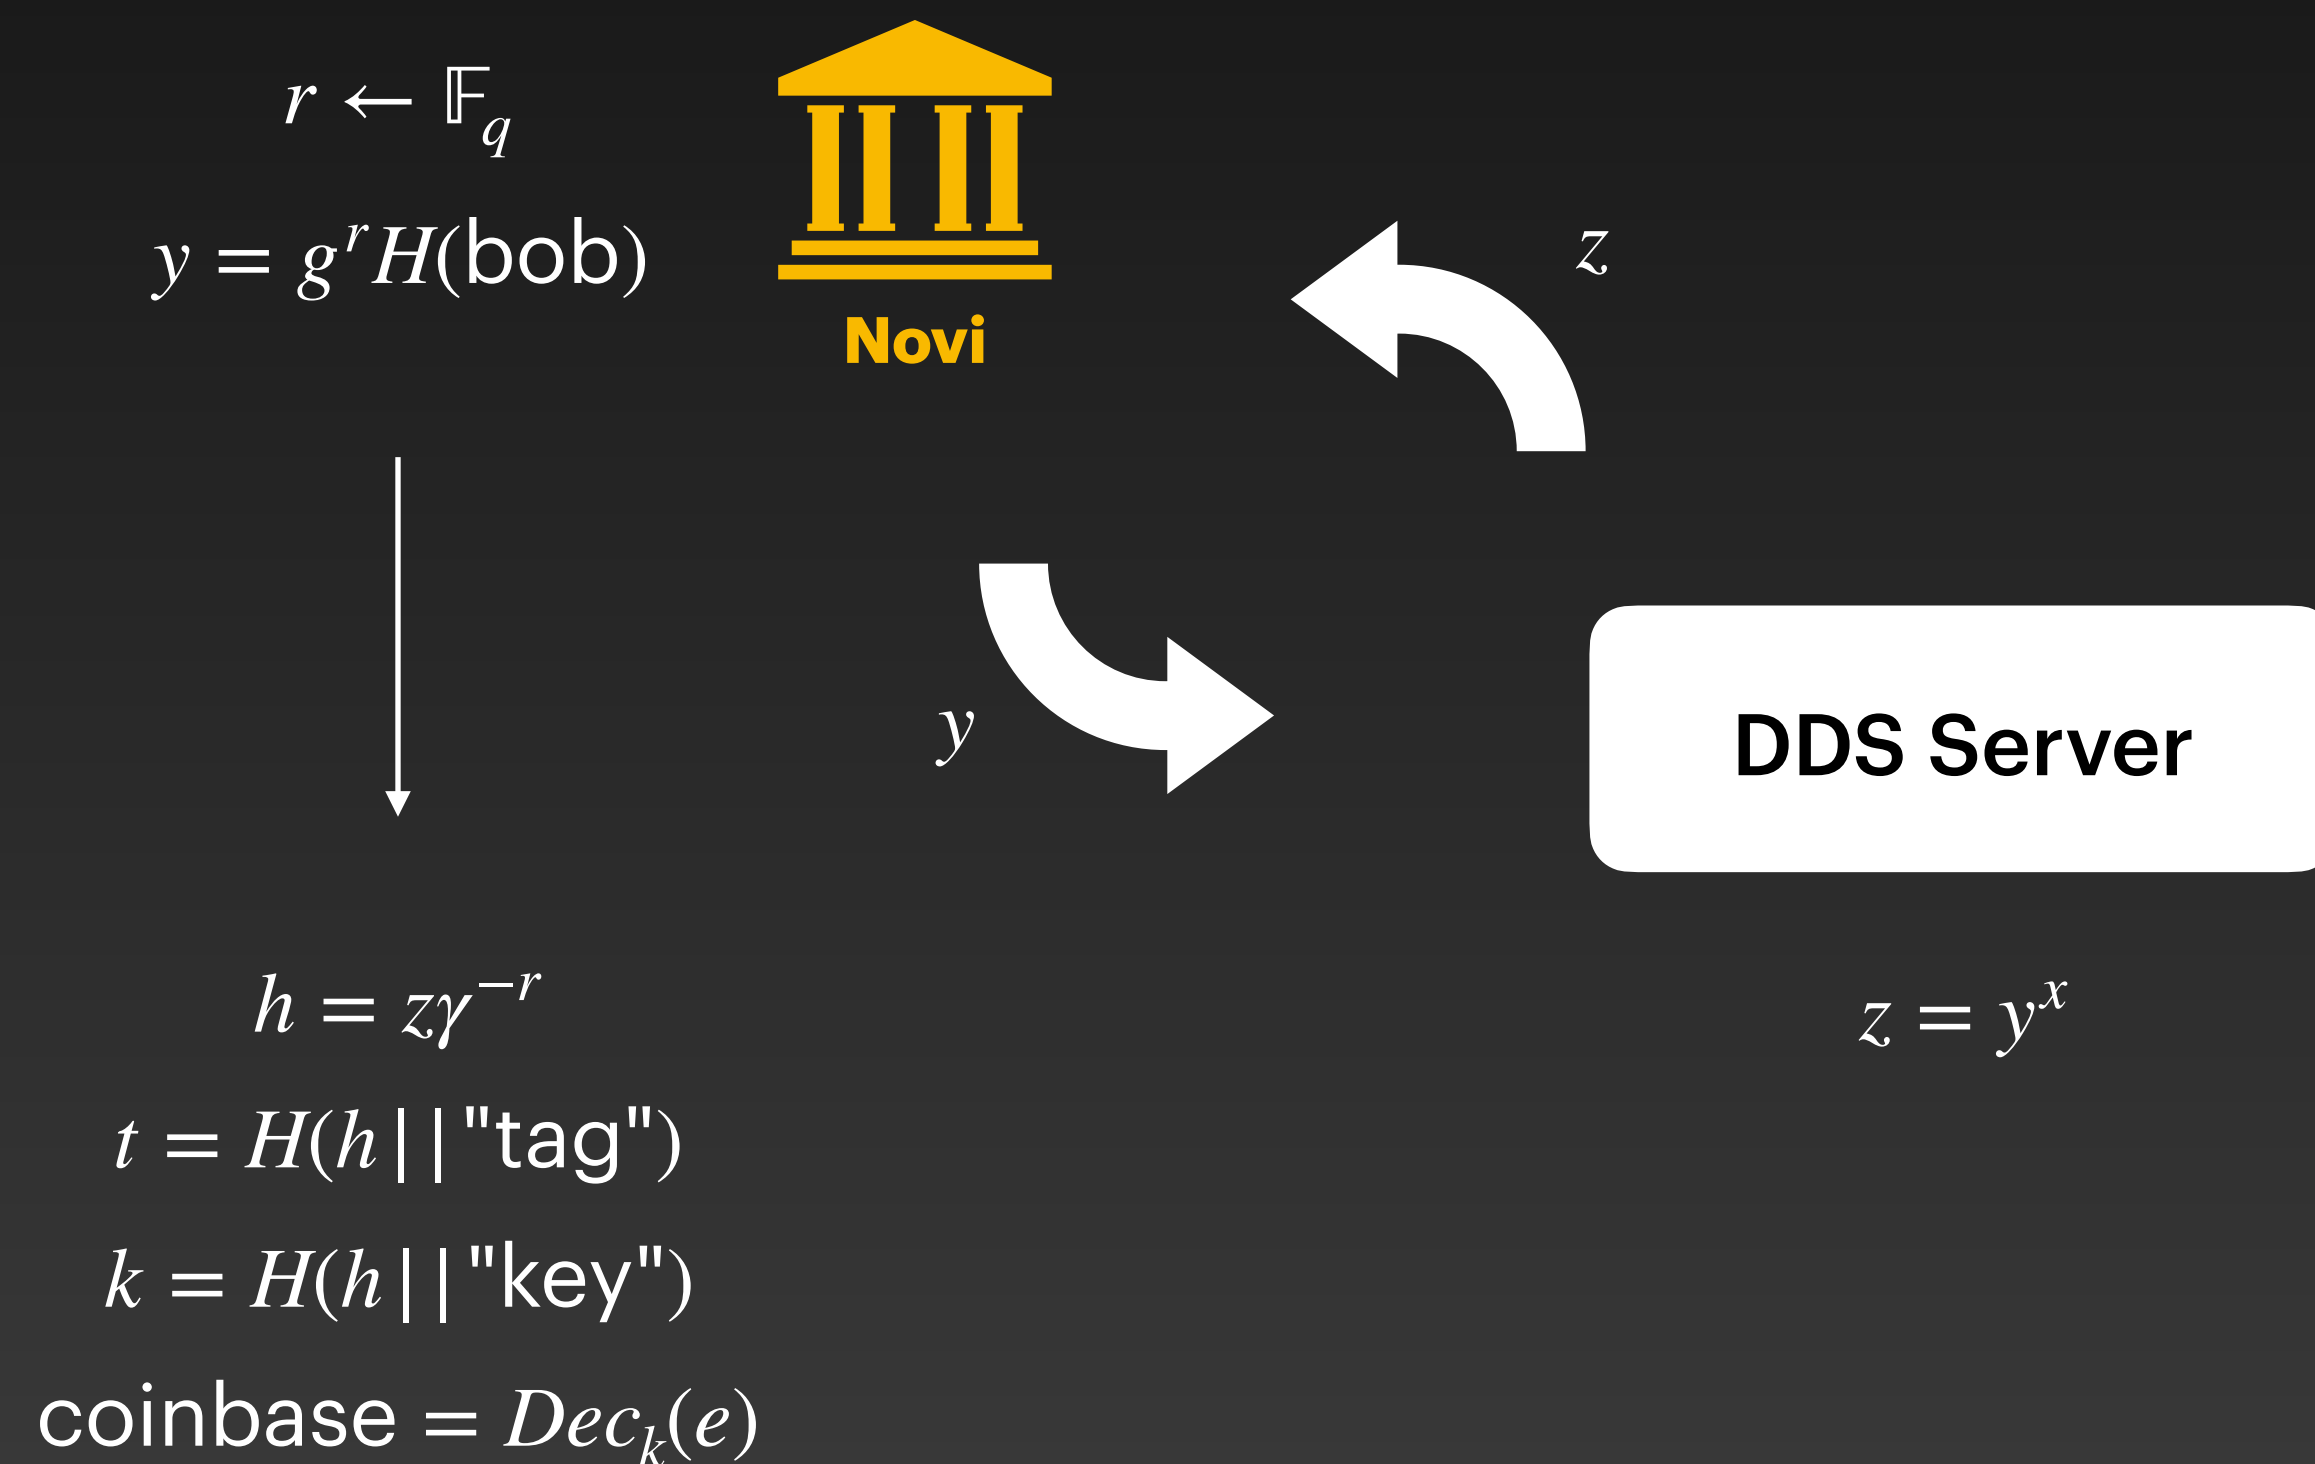 r ← 𝔽_q
y = g^r H(bob)
Novi
z
y
DDS Server
h = zγ^{−r}
z = y^x
t = H(h||"tag")
k = H(h||"key")
coinbase = Dec_k(e)